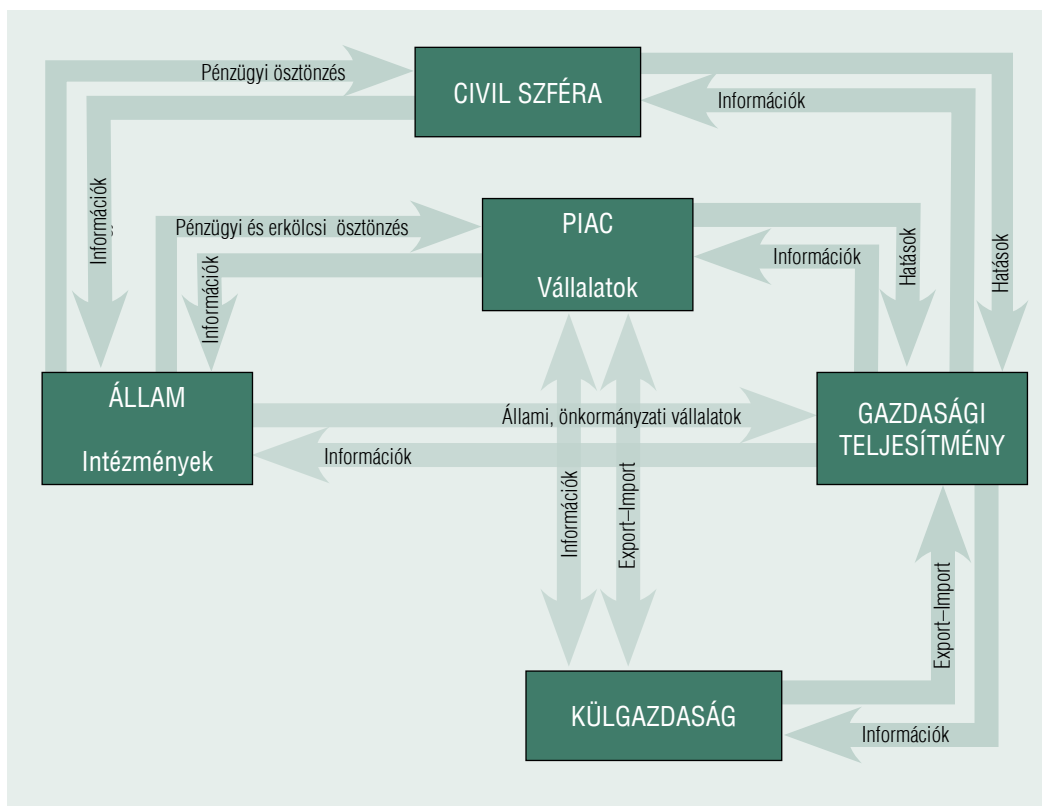 Pénzügyi ösztönzés
CIVIL SZFÉRA
Információk
Információk
Hatások
Pénzügyi és erkölcsi ösztönzés
PIAC
Vállalatok
Információk
Információk
Hatások
ÁLLAM
Intézmények
Állami, önkormányzati vállalatok
Információk
GAZDASÁGI
TELJESÍTMÉNY
Információk
Export–Import
Export–Import
KÜLGAZDASÁG
Információk